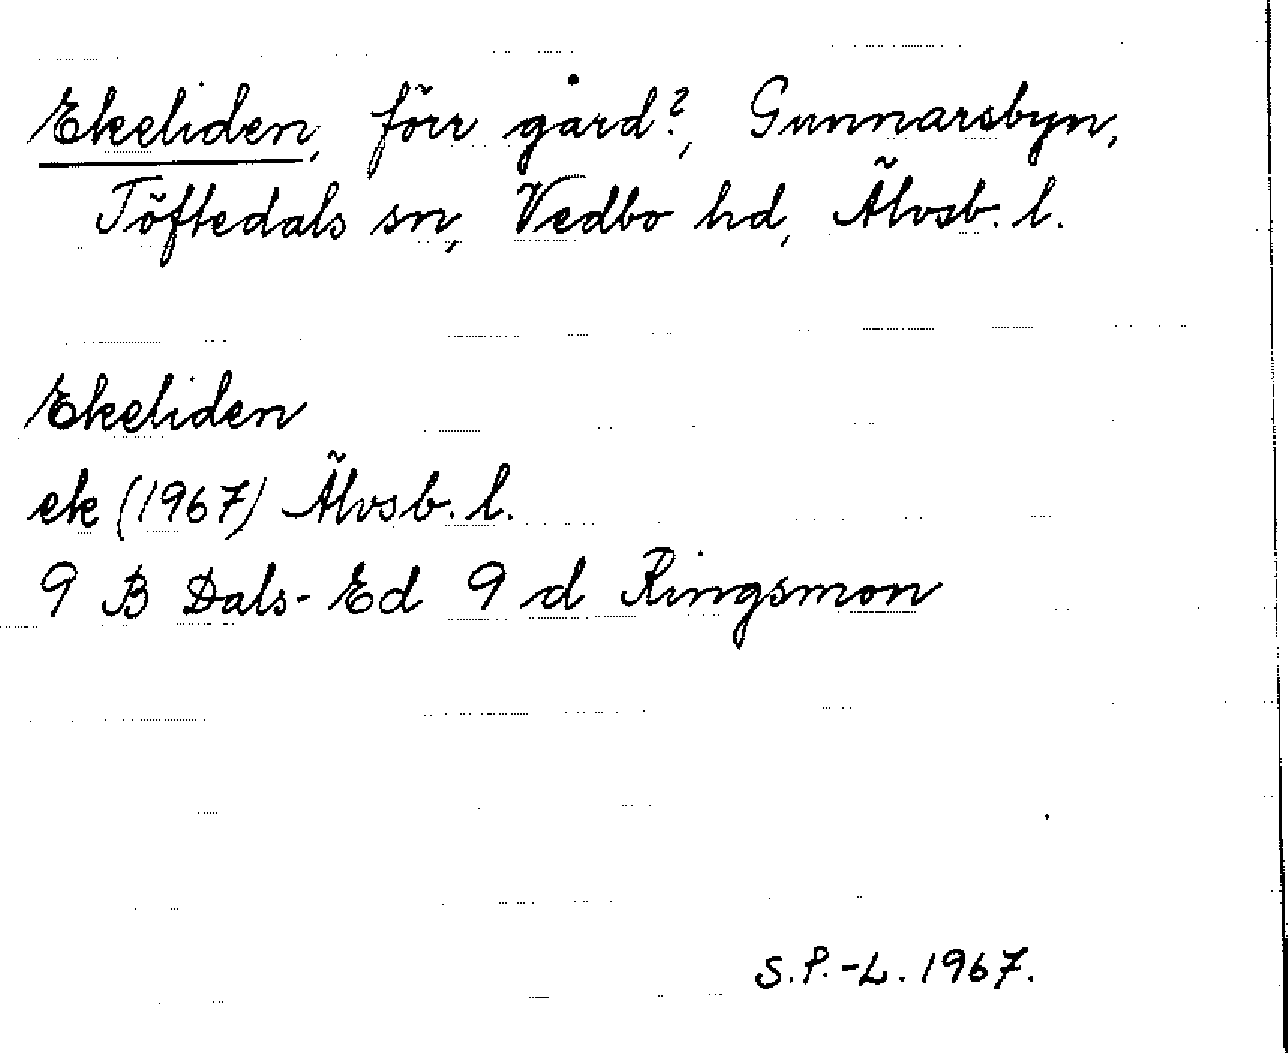 Ekeliden, förr gård?, Gunnarsbyn,
Töftedals sn, Vedbo hd, Älvsb. l.
Ekeliden
ek (1967) Älvsb. l.
9 B Dals-Ed 9 d Ringsmon
S.P.-L. 1967.